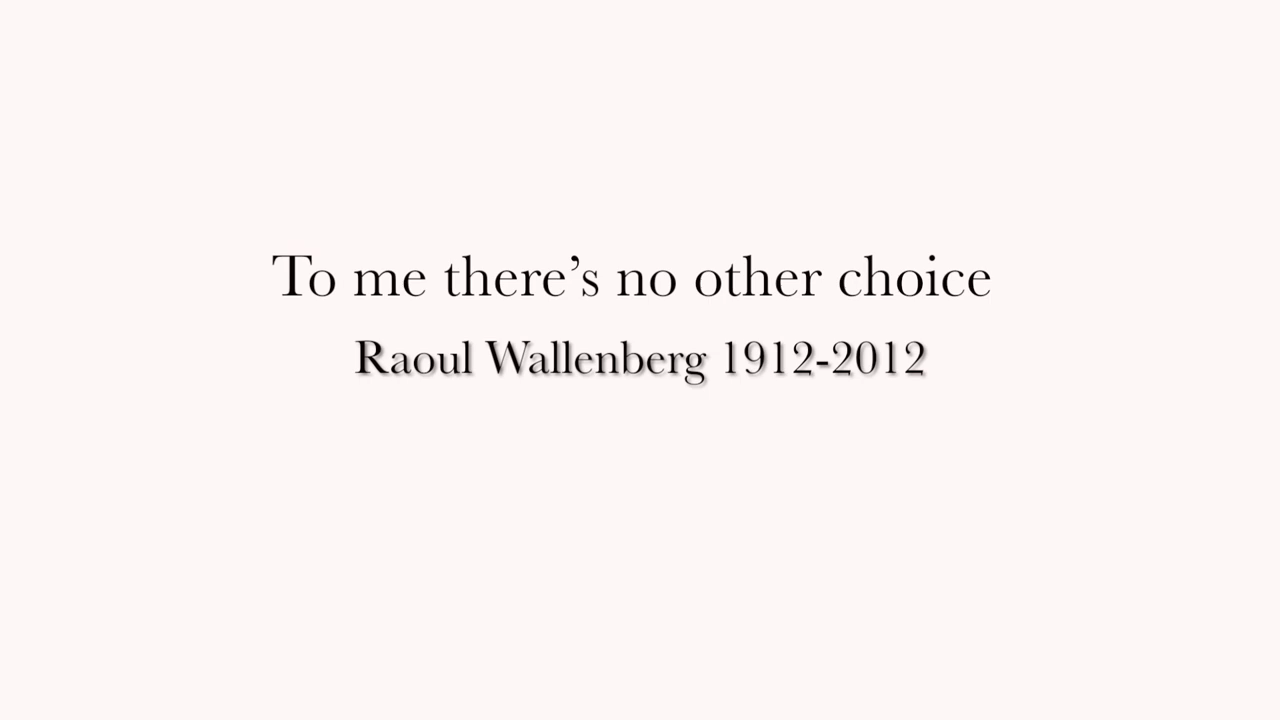 To me there’s no other choice
Raoul Wallenberg 1912-2012